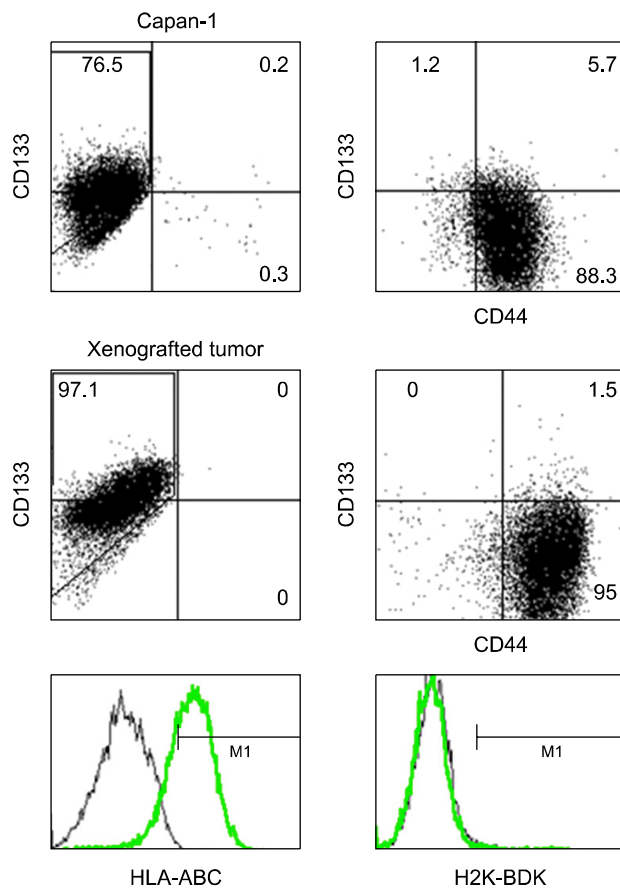 Capan-1
76.5
0.2
CD133
0.3
1.2
5.7
CD133
88.3
CD44
Xenografted tumor
97.1
0
CD133
0
0
1.5
CD133
95
CD44
M1
HLA-ABC
M1
H2K-BDK